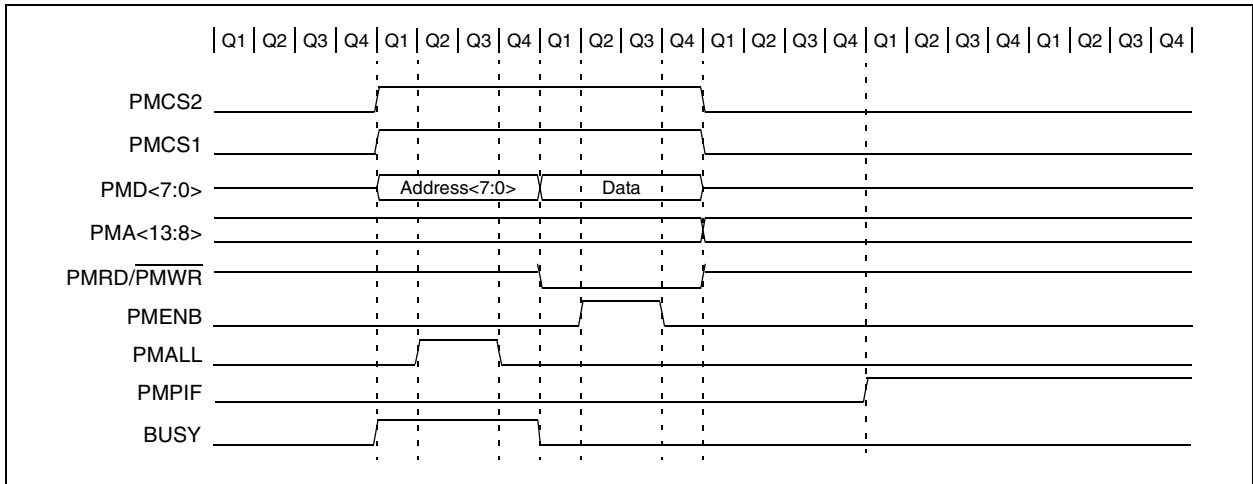 Q1 Q2 Q3 Q4 Q1 Q2 Q3 Q4 Q1 Q2 Q3 Q4 Q1 Q2 Q3 Q4 Q1 Q2 Q3 Q4 Q1 Q2 Q3 Q4
PMCS2
PMCS1
PMD<7:0> Address<7:0> Data
PMA<13:8>
PMRD/PMWR
PMENB
PMALL
PMPIF
BUSY